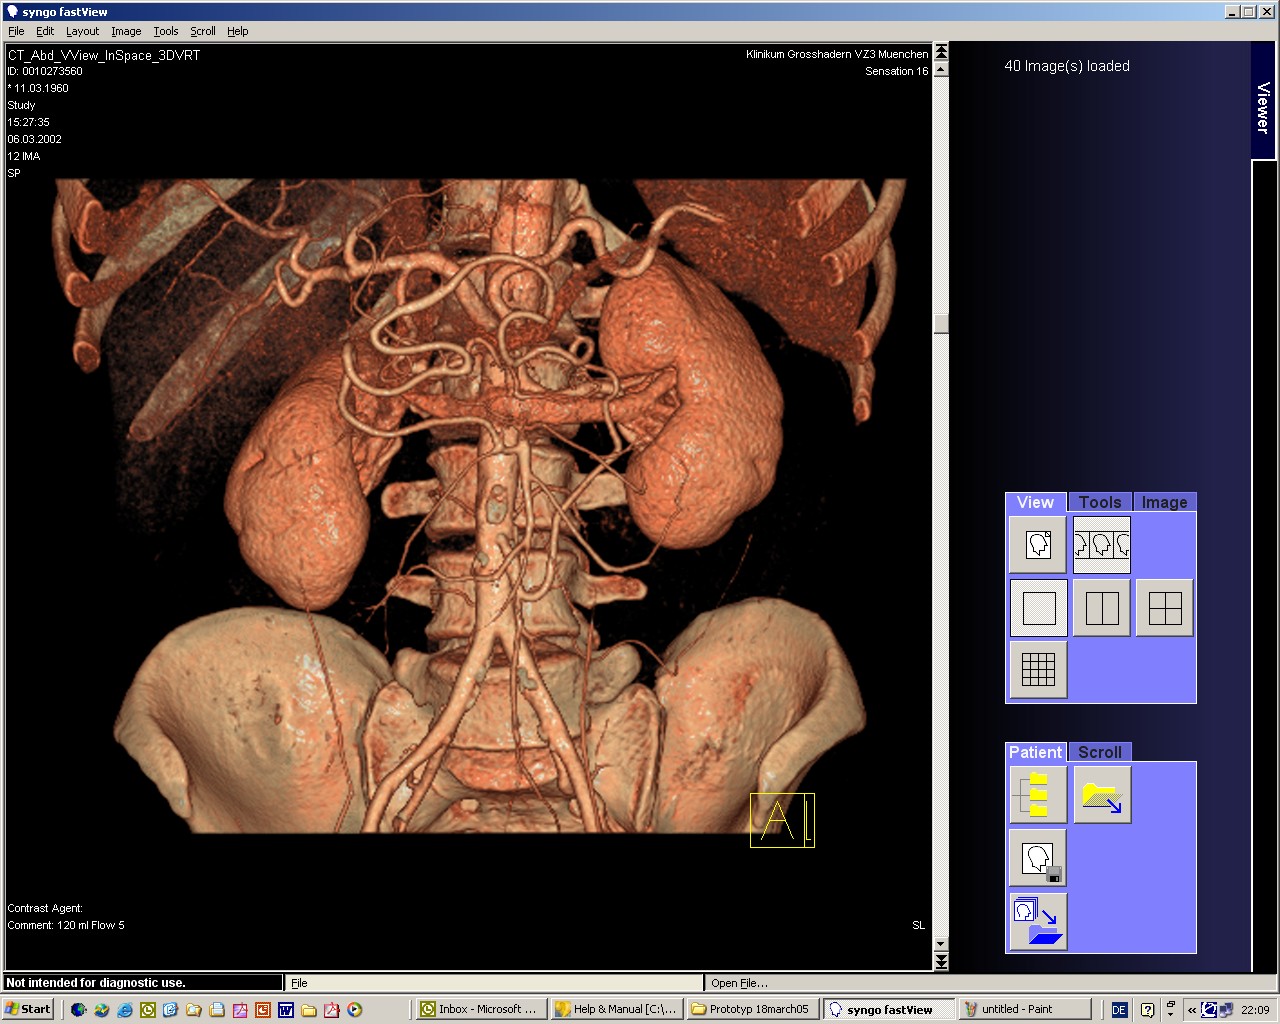 syngo fastView
File Edit Layout Image Tools Scroll Help
CT_Abd_VView_InSpace_3DVRT
ID: 0010273560
* 11.03.1960
Study
15:27:35
06.03.2002
12 IMA
SP
Klinikum Grosshadern VZ3 Muenchen
Sensation 16
40 Image(s) loaded
Viewer
View Tools Image
Patient Scroll
A
L
Contrast Agent:
Comment: 120 ml Flow 5
SL
Not intended for diagnostic use.
File
Open File...
Start
Inbox - Microsoft ...
Help & Manual [C:\...
Prototyp 18march05
syngo fastView
untitled - Paint
DE
«
22:09